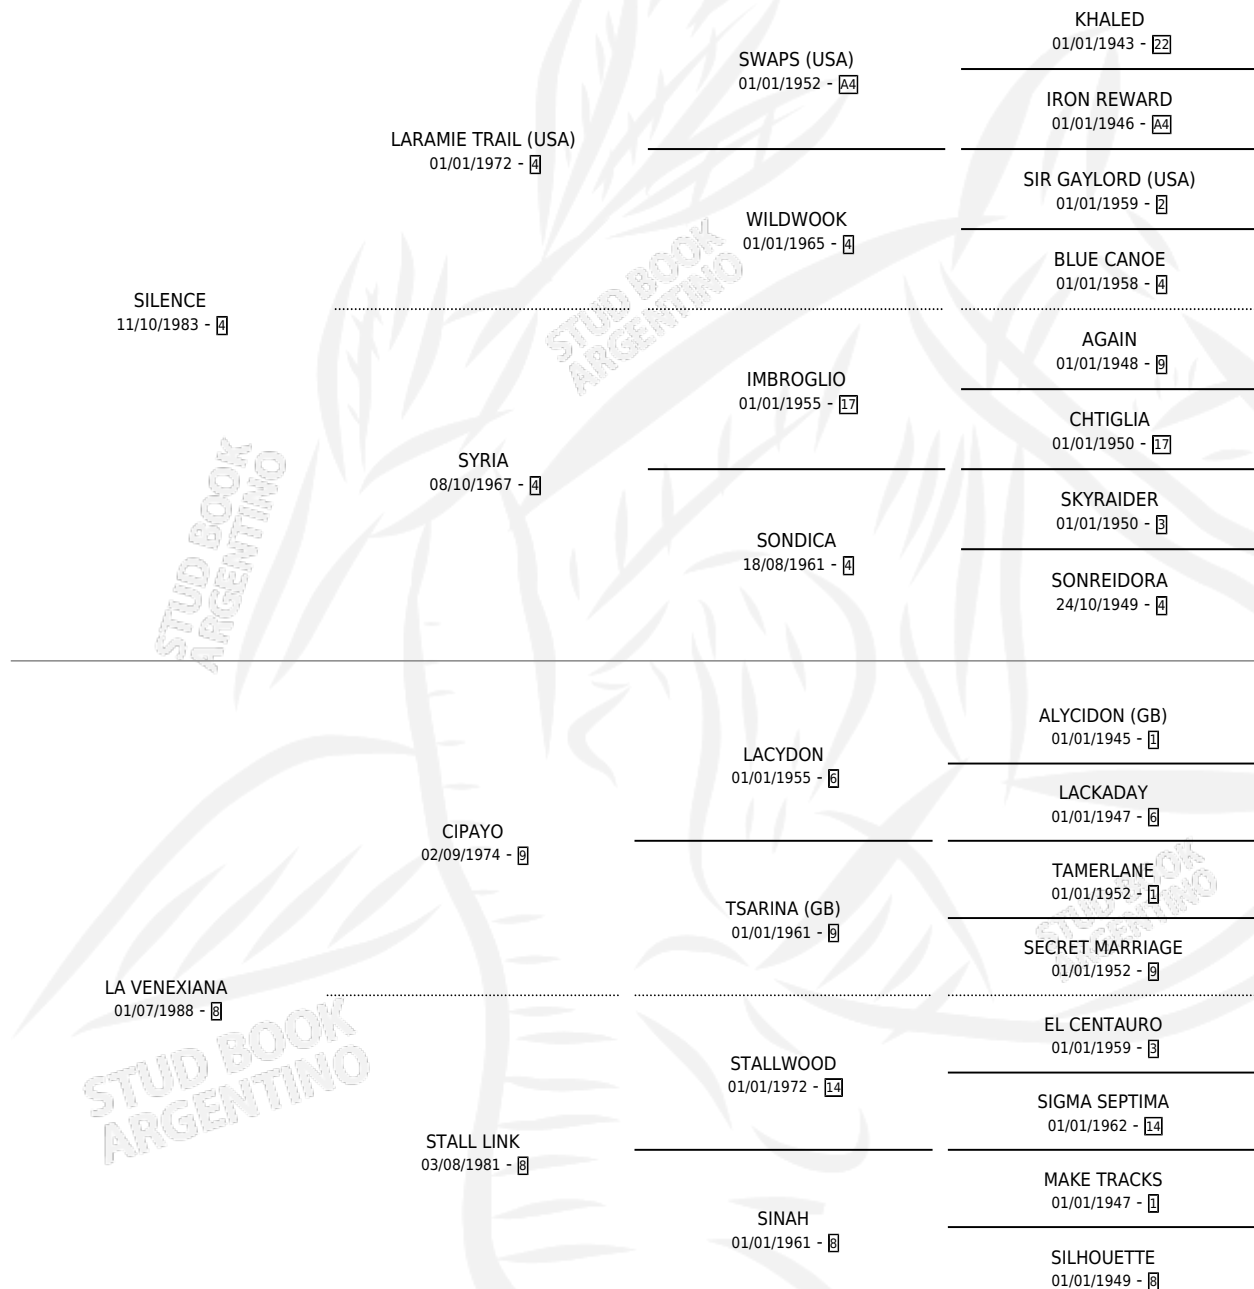 KHALED
01/01/1943 - 22
SWAPS (USA)
01/01/1952 - A4
IRON REWARD
01/01/1946 - A4
LARAMIE TRAIL (USA)
01/01/1972 - 4
SIR GAYLORD (USA)
01/01/1959 - 2
WILDWOOK
01/01/1965 - 4
BLUE CANOE
01/01/1958 - 4
SILENCE
11/10/1983 - 4
AGAIN
01/01/1948 - 9
IMBROGLIO
01/01/1955 - 17
CHTIGLIA
01/01/1950 - 17
SYRIA
08/10/1967 - 4
SKYRAIDER
01/01/1950 - 3
SONDICA
18/08/1961 - 4
SONREIDORA
24/10/1949 - 4
ALYCIDON (GB)
01/01/1945 - 1
LACYDON
01/01/1955 - 6
LACKADAY
01/01/1947 - 6
CIPAYO
02/09/1974 - 9
TAMERLANE
01/01/1952 - 1
TSARINA (GB)
01/01/1961 - 9
SECRET MARRIAGE
01/01/1952 - 9
LA VENEXIANA
01/07/1988 - 8
EL CENTAURO
01/01/1959 - 3
STALLWOOD
01/01/1972 - 14
SIGMA SEPTIMA
01/01/1962 - 14
STALL LINK
03/08/1981 - 8
MAKE TRACKS
01/01/1947 - 1
SINAH
01/01/1961 - 8
SILHOUETTE
01/01/1949 - 8
STUD BOOK
ARGENTINO
STUD BOOK
ARGENTINO
STUD BOOK
ARGENTINO
STUD BOOK
ARGENTINO